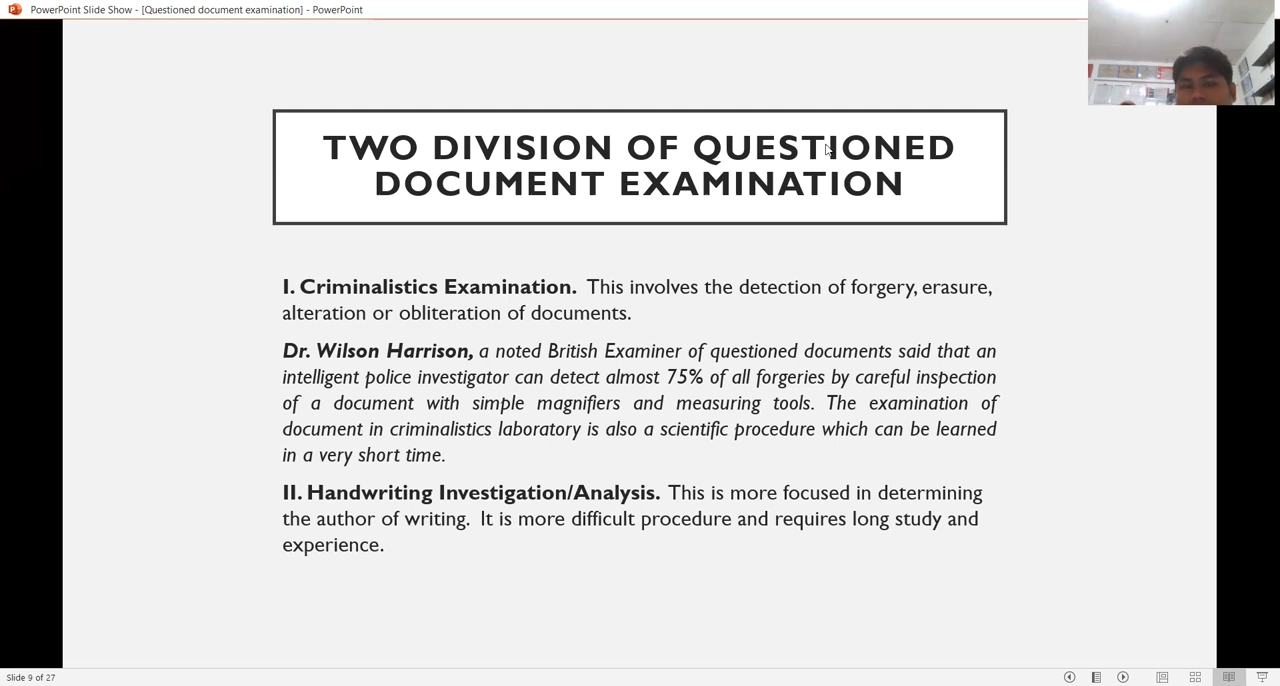 PowerPoint Slide Show - [Questioned document examination] - PowerPoint
TWO DIVISION OF QUESTIONED
DOCUMENT EXAMINATION
I. Criminalistics Examination. This involves the detection of forgery, erasure,
alteration or obliteration of documents.
Dr. Wilson Harrison, a noted British Examiner of questioned documents said that an
intelligent police investigator can detect almost 75% of all forgeries by careful inspection
of a document with simple magnifiers and measuring tools. The examination of
document in criminalistics laboratory is also a scientific procedure which can be learned
in a very short time.
II. Handwriting Investigation/Analysis. This is more focused in determining
the author of writing. It is more difficult procedure and requires long study and
experience.
Slide 9 of 27